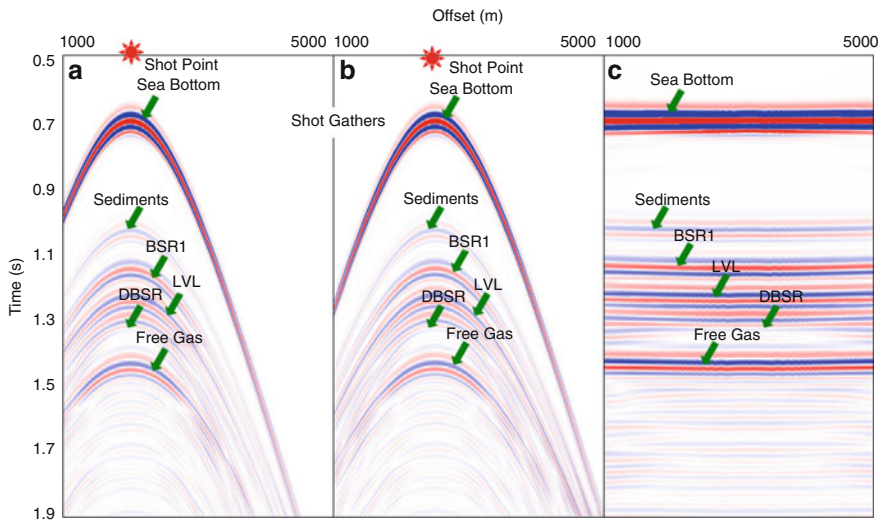 Offset (m)
1000 5000 1000 5000 1000 5000
0.5
0.7
0.9
1.1
1.3
1.5
1.7
1.9
Time (s)
a
Shot Point
Sea Bottom
Sediments
BSR1
LVL
DBSR
Free Gas
Shot Gathers
b
Shot Point
Sea Bottom
Sediments
BSR1
LVL
DBSR
Free Gas
c
Sea Bottom
Sediments
BSR1
LVL
DBSR
Free Gas